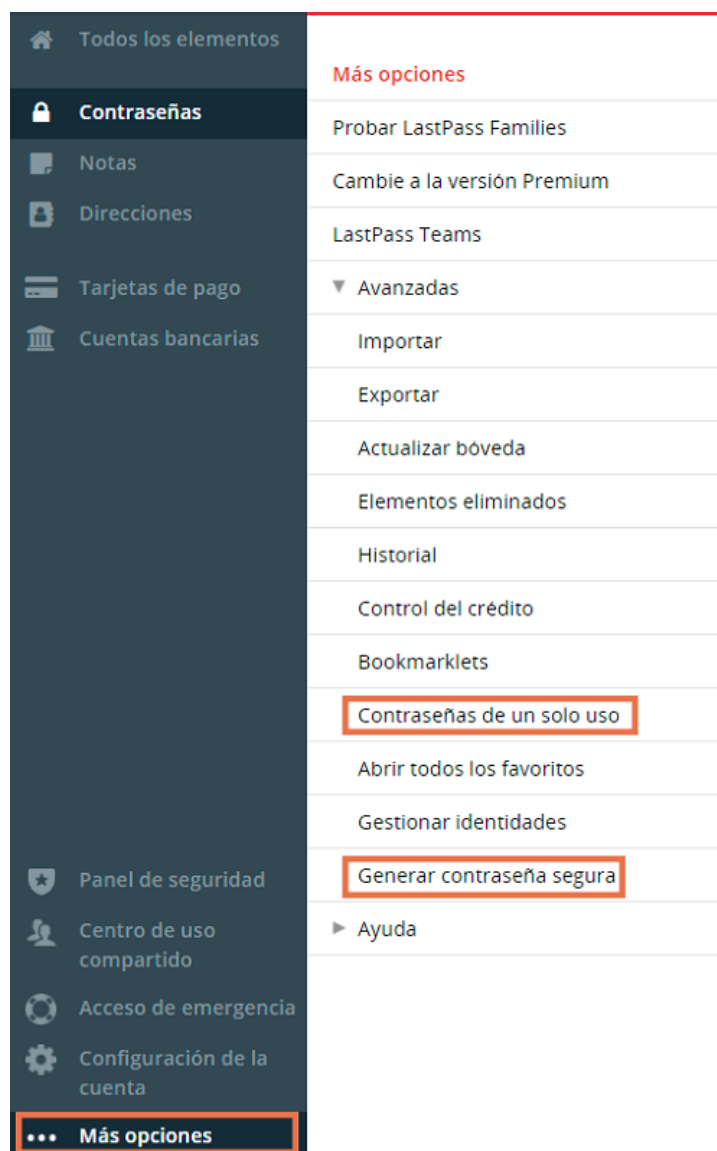 Todos los elementos
Contraseñas
Notas
Direcciones
Tarjetas de pago
Cuentas bancarias
Panel de seguridad
Centro de uso
compartido
Acceso de emergencia
Configuración de la
cuenta
Más opciones
Más opciones
Probar LastPass Families
Cambie a la versión Premium
LastPass Teams
Avanzadas
Importar
Exportar
Actualizar bóveda
Elementos eliminados
Historial
Control del crédito
Bookmarklets
Contraseñas de un solo uso
Abrir todos los favoritos
Gestionar identidades
Generar contraseña segura
Ayuda